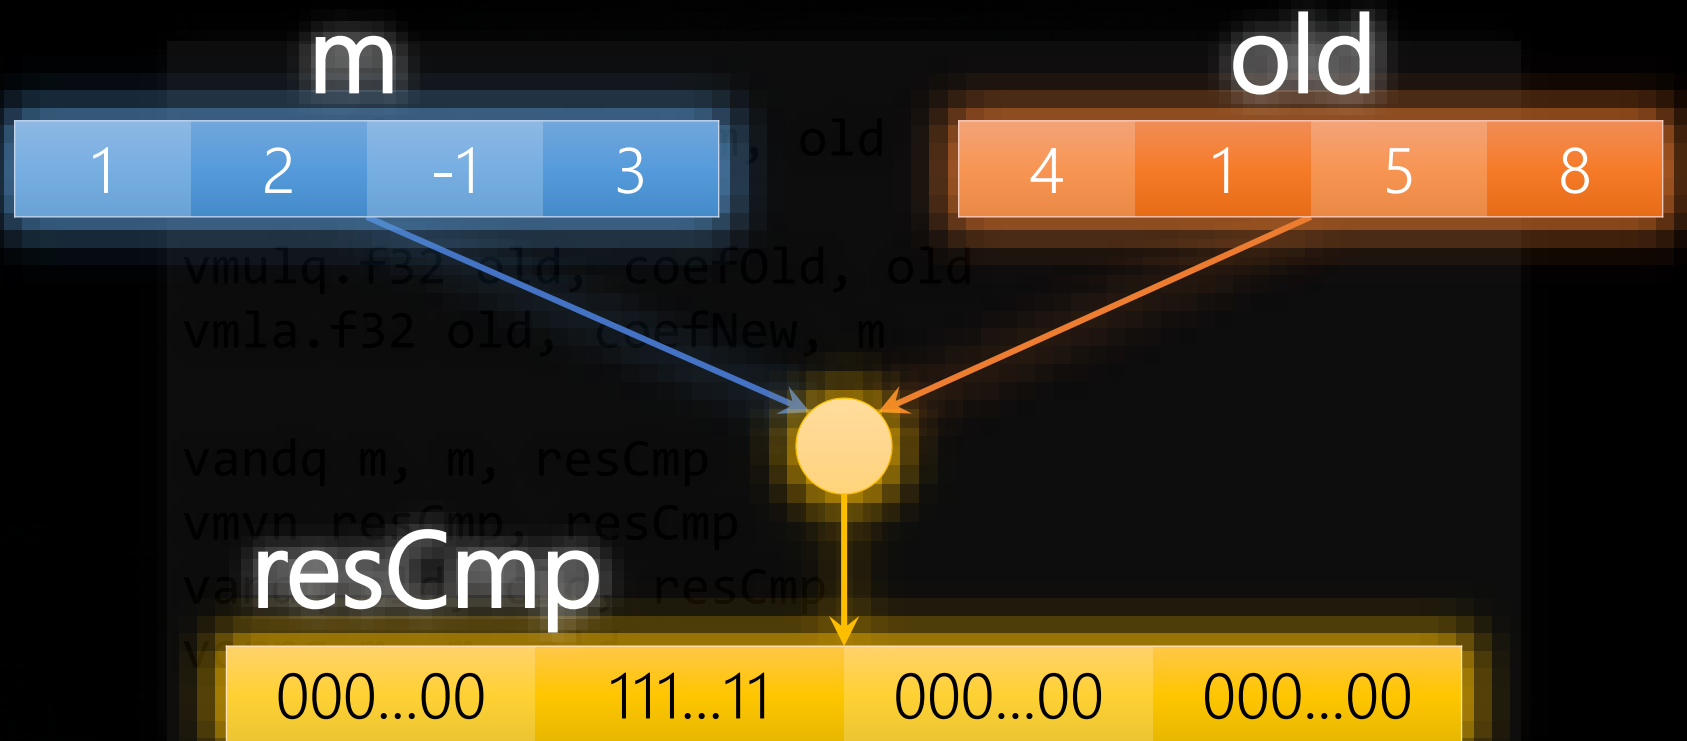 m old
1 2 -1 3 4 1 5 8
, old
vmulq.f32 old, coefOld, old
vmla.f32 old, coefNew, m
vandq m, m, resCmp
vmvn resCmp, resCmp
resCmp
resCmp
000...00 111...11 000...00 000...00